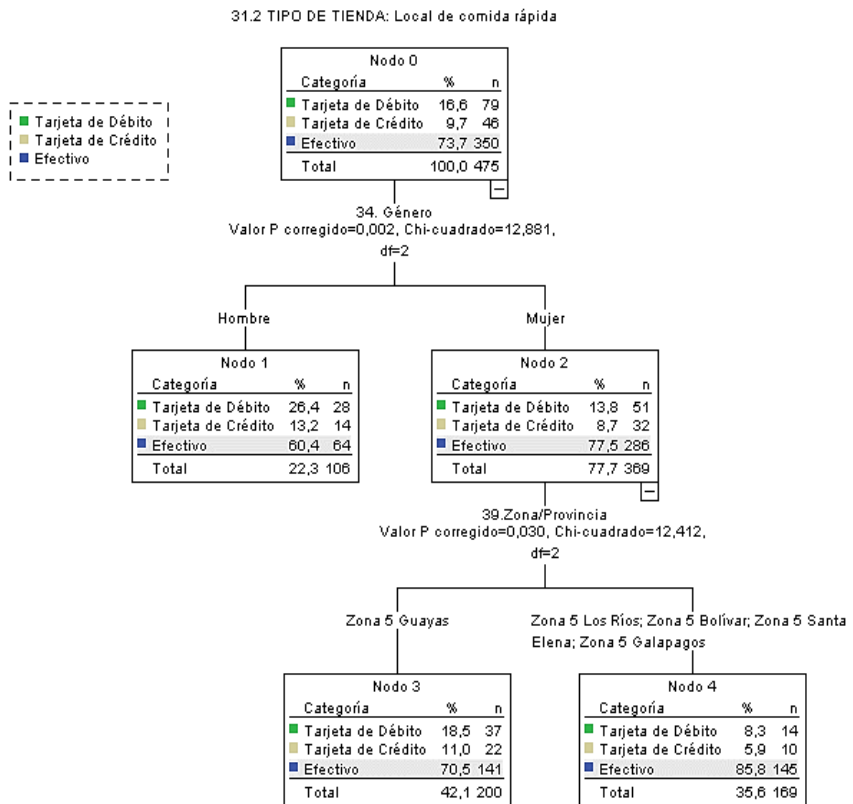 31.2 TIPO DE TIENDA: Local de comida rápida
Tarjeta de Débito
Tarjeta de Crédito
Efectivo
Nodo 0
Categoría % n
Tarjeta de Débito 16,6 79
Tarjeta de Crédito 9,7 46
Efectivo 73,7 350
Total 100,0 475
34. Género
Valor P corregido=0,002, Chi-cuadrado=12,881,
df=2
Hombre
Mujer
Nodo 1
Categoría % n
Tarjeta de Débito 26,4 28
Tarjeta de Crédito 13,2 14
Efectivo 60,4 64
Total 22,3 106
Nodo 2
Categoría % n
Tarjeta de Débito 13,8 51
Tarjeta de Crédito 8,7 32
Efectivo 77,5 286
Total 77,7 369
39.Zona/Provincia
Valor P corregido=0,030, Chi-cuadrado=12,412,
df=2
Zona 5 Guayas
Zona 5 Los Ríos; Zona 5 Bolívar; Zona 5 Santa
Elena; Zona 5 Galapagos
Nodo 3
Categoría % n
Tarjeta de Débito 18,5 37
Tarjeta de Crédito 11,0 22
Efectivo 70,5 141
Total 42,1 200
Nodo 4
Categoría % n
Tarjeta de Débito 8,3 14
Tarjeta de Crédito 5,9 10
Efectivo 85,8 145
Total 35,6 169